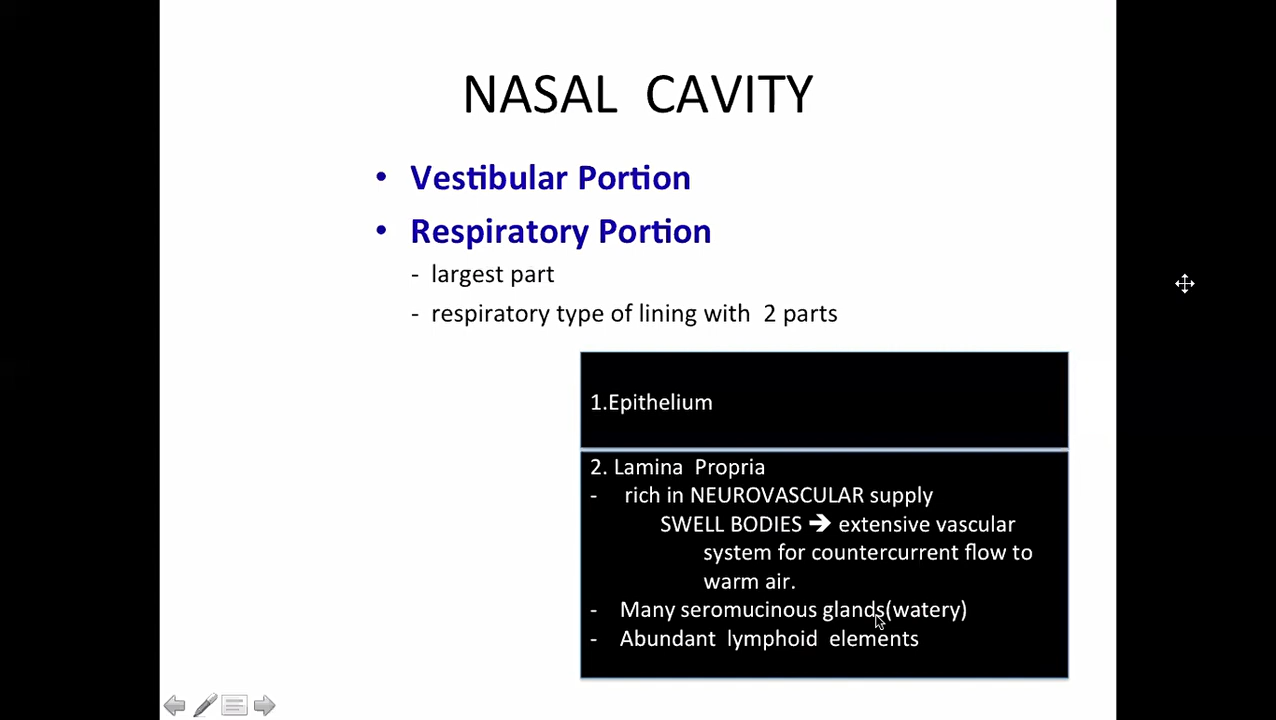 NASAL CAVITY
• Vestibular Portion
• Respiratory Portion
- largest part
- respiratory type of lining with 2 parts
1.Epithelium
2. Lamina Propria
- rich in NEUROVASCULAR supply
SWELL BODIES ➔ extensive vascular
system for countercurrent flow to
warm air.
- Many seromucinous glands(watery)
- Abundant lymphoid elements